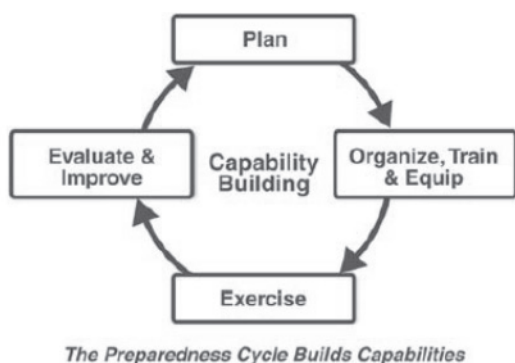 Plan
Evaluate &
Improve
Capability
Building
Organize, Train
& Equip
Exercise
The Preparedness Cycle Builds Capabilities